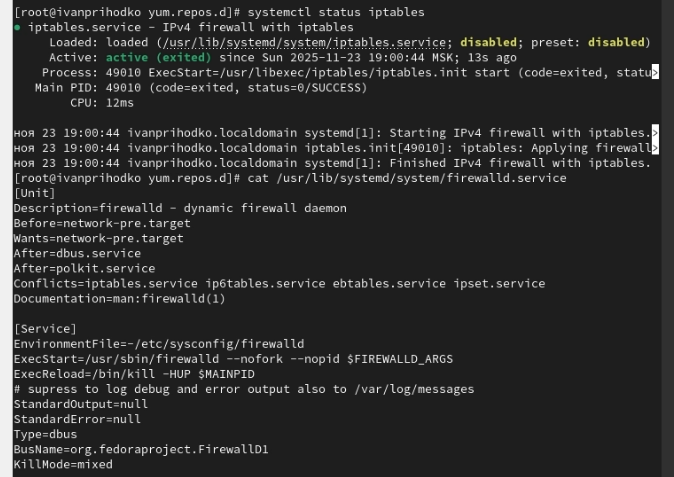 [root@ivanprihodko yum.repos.d]# systemctl status iptables
● iptables.service - IPv4 firewall with iptables
Loaded: loaded (/usr/lib/systemd/system/iptables.service; disabled; preset: disabled)
Active: active (exited) since Sun 2025-11-23 19:00:44 MSK; 13s ago
Process: 49010 ExecStart=/usr/libexec/iptables/iptables.init start (code=exited, statu>
Main PID: 49010 (code=exited, status=0/SUCCESS)
CPU: 12ms
ноя 23 19:00:44 ivanprihodko.localdomain systemd[1]: Starting IPv4 firewall with iptables.>
ноя 23 19:00:44 ivanprihodko.localdomain iptables.init[49010]: iptables: Applying firewall>
ноя 23 19:00:44 ivanprihodko.localdomain systemd[1]: Finished IPv4 firewall with iptables.
[root@ivanprihodko yum.repos.d]# cat /usr/lib/systemd/system/firewalld.service
[Unit]
Description=firewalld - dynamic firewall daemon
Before=network-pre.target
Wants=network-pre.target
After=dbus.service
After=polkit.service
Conflicts=iptables.service ip6tables.service ebtables.service ipset.service
Documentation=man:firewalld(1)
[Service]
EnvironmentFile=-/etc/sysconfig/firewalld
ExecStart=/usr/sbin/firewalld --nofork --nopid $FIREWALLD_ARGS
ExecReload=/bin/kill -HUP $MAINPID
# supress to log debug and error output also to /var/log/messages
StandardOutput=null
StandardError=null
Type=dbus
BusName=org.fedoraproject.FirewallD1
KillMode=mixed